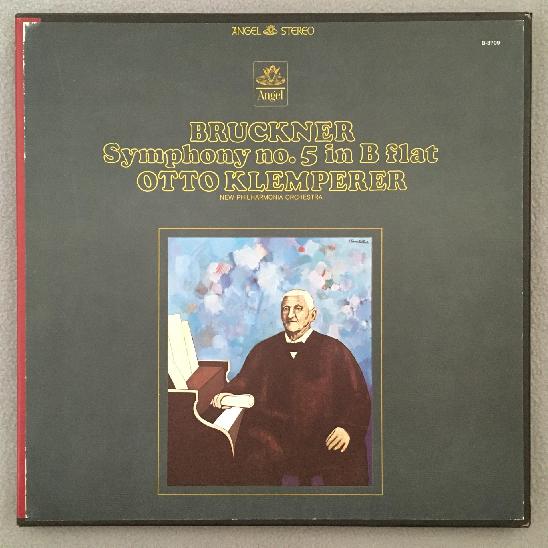 ANGEL STEREO
B-3709
Angel
BRUCKNER
Symphony no. 5 in B flat
OTTO KLEMPERER
NEW PHILHARMONIA ORCHESTRA